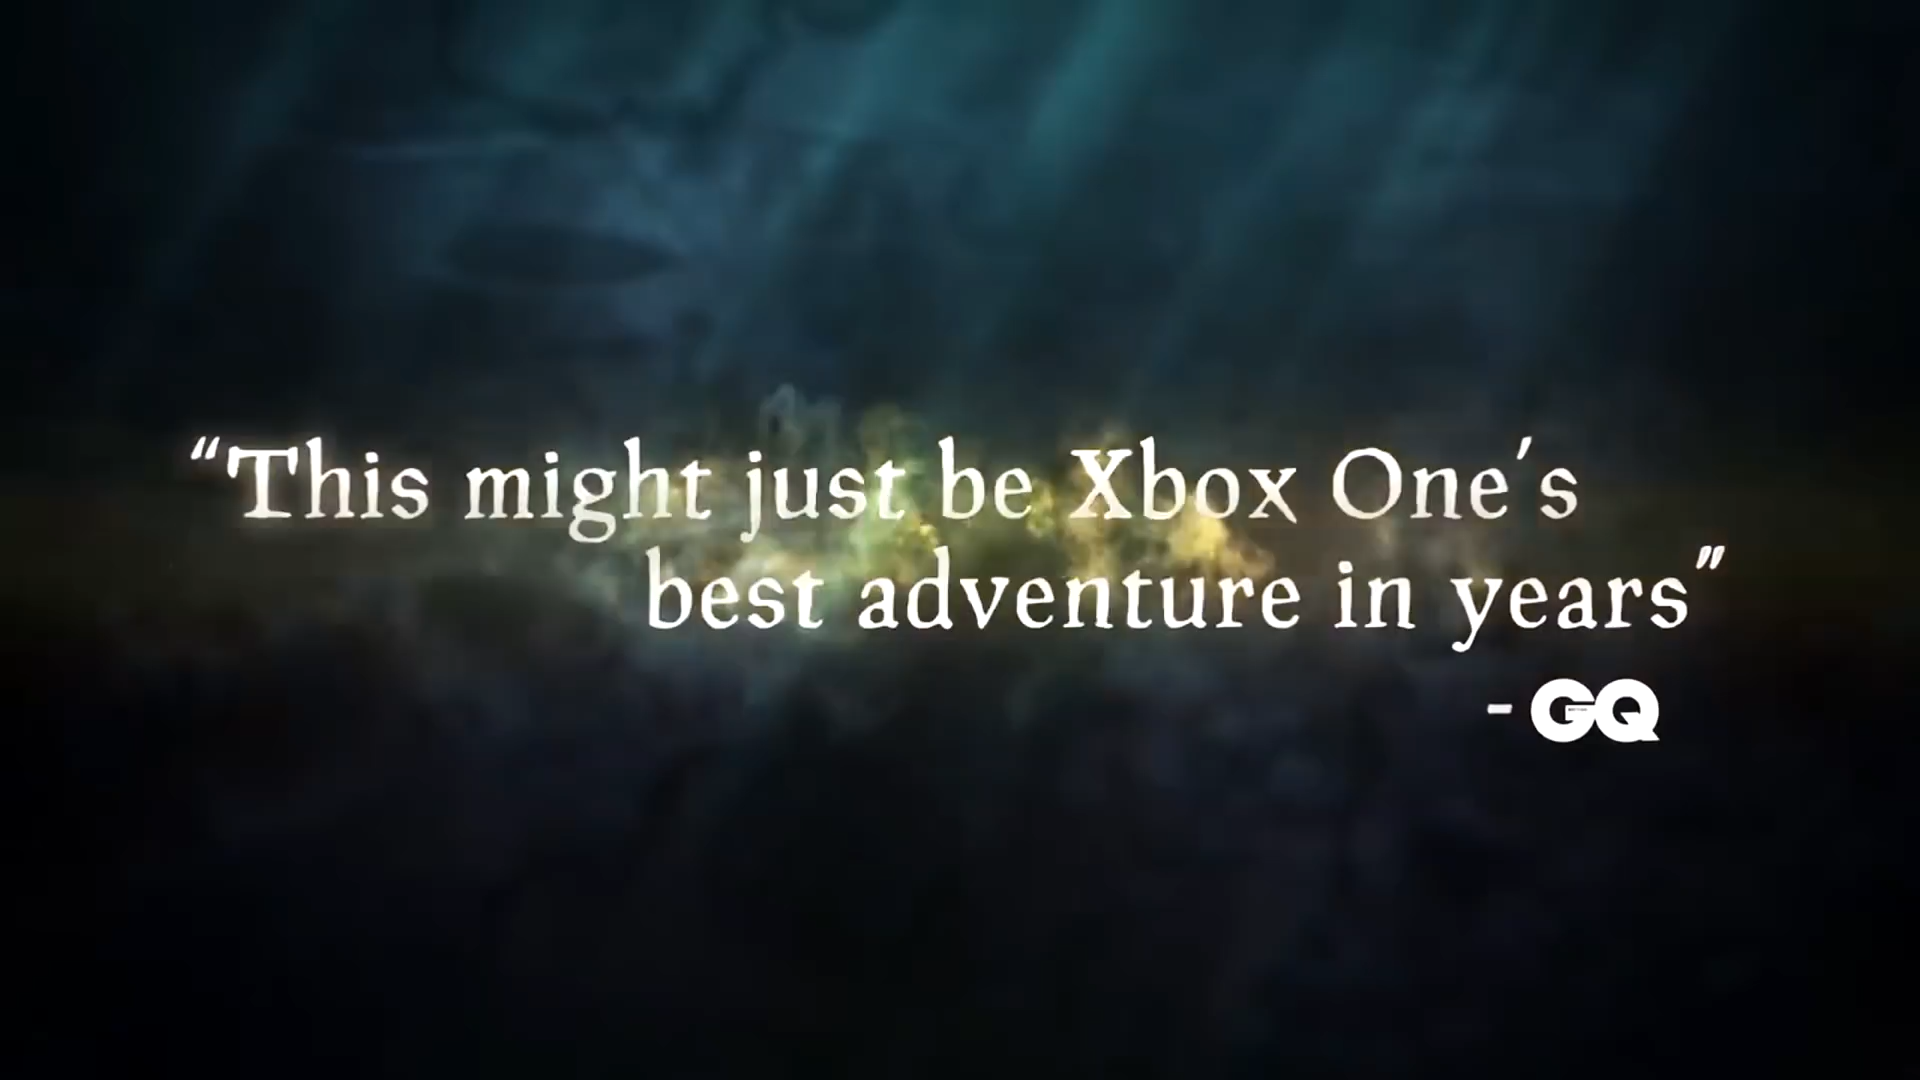 “This might just be Xbox One’s
best adventure in years”
- GQ